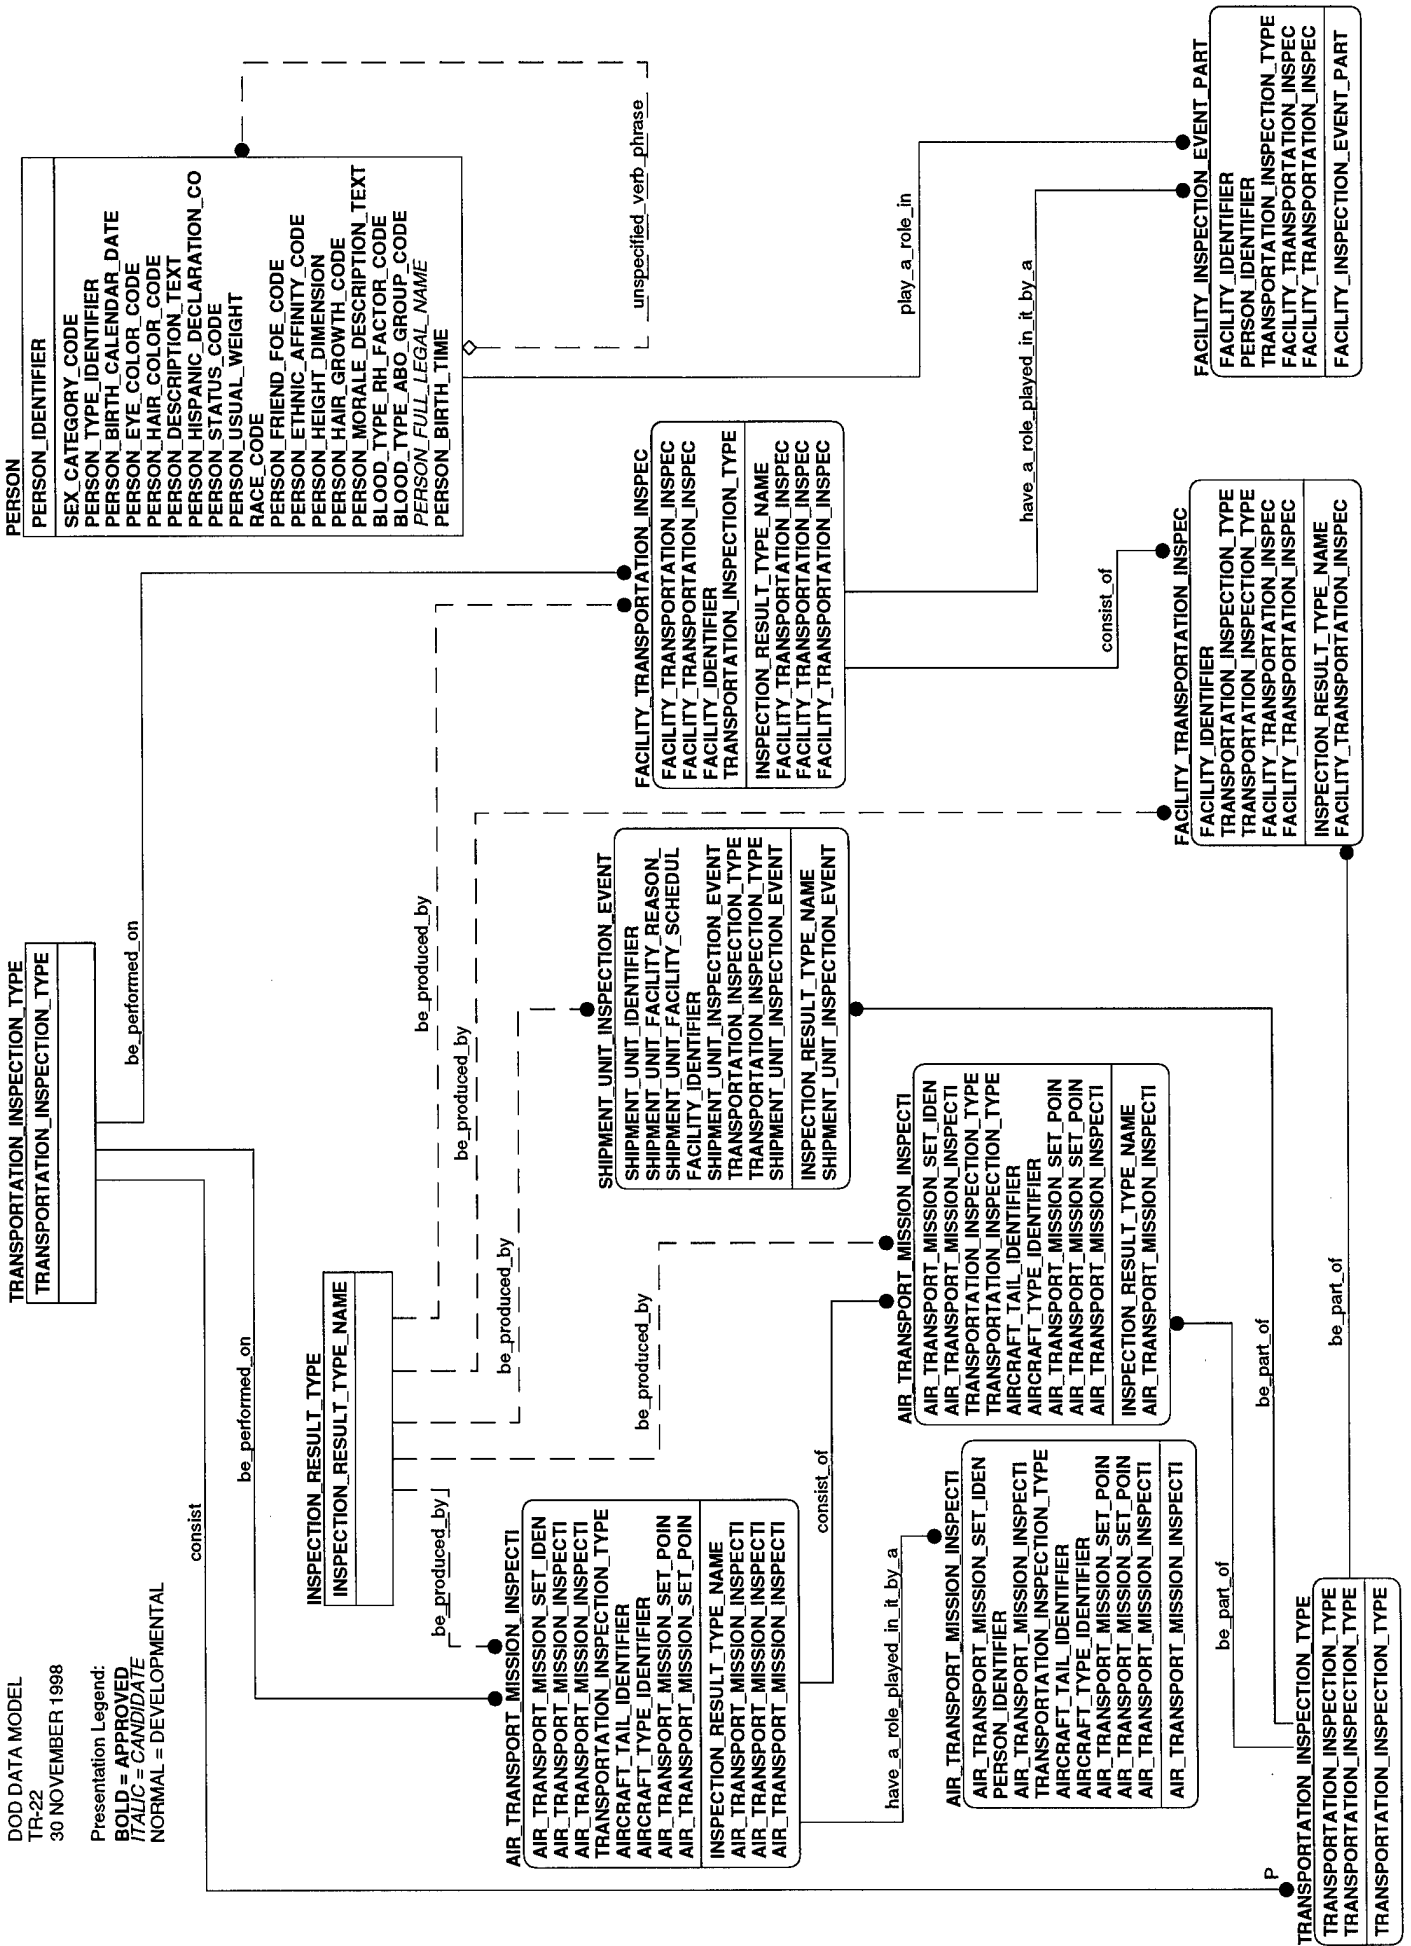 DOD DATA MODEL
TR-22
30 NOVEMBER 1998
Presentation Legend:
BOLD = APPROVED
ITALIC = CANDIDATE
NORMAL = DEVELOPMENTAL
TRANSPORTATION_INSPECTION_TYPE
TRANSPORTATION_INSPECTION_TYPE
PERSON
PERSON_IDENTIFIER
SEX_CATEGORY_CODE
PERSON_TYPE_IDENTIFIER
PERSON_BIRTH_CALENDAR_DATE
PERSON_EYE_COLOR_CODE
PERSON_HAIR_COLOR_CODE
PERSON_DESCRIPTION_TEXT
PERSON_HISPANIC_DECLARATION_CO
PERSON_STATUS_CODE
PERSON_USUAL_WEIGHT
RACE_CODE
PERSON_FRIEND_FOE_CODE
PERSON_ETHNIC_AFFINITY_CODE
PERSON_HEIGHT_DIMENSION
PERSON_HAIR_GROWTH_CODE
PERSON_MORALE_DESCRIPTION_TEXT
BLOOD_TYPE_RH_FACTOR_CODE
BLOOD_TYPE_ABO_GROUP_CODE
PERSON_FULL_LEGAL_NAME
PERSON_BIRTH_TIME
unspecified_verb_phrase
consist
be_performed_on
be_performed_on
INSPECTION_RESULT_TYPE
INSPECTION_RESULT_TYPE_NAME
be_produced_by
be_produced_by
be_produced_by
be_produced_by
be_produced_by
AIR_TRANSPORT_MISSION_INSPECTI
AIR_TRANSPORT_MISSION_SET_IDEN
AIR_TRANSPORT_MISSION_INSPECTI
AIR_TRANSPORT_MISSION_INSPECTI
TRANSPORTATION_INSPECTION_TYPE
AIRCRAFT_TAIL_IDENTIFIER
AIRCRAFT_TYPE_IDENTIFIER
AIR_TRANSPORT_MISSION_SET_POIN
AIR_TRANSPORT_MISSION_SET_POIN
INSPECTION_RESULT_TYPE_NAME
AIR_TRANSPORT_MISSION_INSPECTI
AIR_TRANSPORT_MISSION_INSPECTI
AIR_TRANSPORT_MISSION_INSPECTI
SHIPMENT_UNIT_INSPECTION_EVENT
SHIPMENT_UNIT_IDENTIFIER
SHIPMENT_UNIT_FACILITY_REASON_
SHIPMENT_UNIT_FACILITY_SCHEDUL
FACILITY_IDENTIFIER
SHIPMENT_UNIT_INSPECTION_EVENT
TRANSPORTATION_INSPECTION_TYPE
TRANSPORTATION_INSPECTION_TYPE
SHIPMENT_UNIT_INSPECTION_EVENT
INSPECTION_RESULT_TYPE_NAME
SHIPMENT_UNIT_INSPECTION_EVENT
FACILITY_TRANSPORTATION_INSPEC
FACILITY_TRANSPORTATION_INSPEC
FACILITY_TRANSPORTATION_INSPEC
FACILITY_IDENTIFIER
TRANSPORTATION_INSPECTION_TYPE
INSPECTION_RESULT_TYPE_NAME
FACILITY_TRANSPORTATION_INSPEC
FACILITY_TRANSPORTATION_INSPEC
FACILITY_TRANSPORTATION_INSPEC
consist_of
have_a_role_played_in_it_by_a
play_a_role_in
have_a_role_played_in_it_by_a
consist_of
AIR_TRANSPORT_MISSION_INSPECTI
AIR_TRANSPORT_MISSION_SET_IDEN
AIR_TRANSPORT_MISSION_INSPECTI
TRANSPORTATION_INSPECTION_TYPE
TRANSPORTATION_INSPECTION_TYPE
AIRCRAFT_TAIL_IDENTIFIER
AIRCRAFT_TYPE_IDENTIFIER
AIR_TRANSPORT_MISSION_SET_POIN
AIR_TRANSPORT_MISSION_SET_POIN
AIR_TRANSPORT_MISSION_INSPECTI
INSPECTION_RESULT_TYPE_NAME
AIR_TRANSPORT_MISSION_INSPECTI
AIR_TRANSPORT_MISSION_INSPECTI
AIR_TRANSPORT_MISSION_SET_IDEN
PERSON_IDENTIFIER
AIR_TRANSPORT_MISSION_INSPECTI
TRANSPORTATION_INSPECTION_TYPE
AIRCRAFT_TAIL_IDENTIFIER
AIRCRAFT_TYPE_IDENTIFIER
AIR_TRANSPORT_MISSION_SET_POIN
AIR_TRANSPORT_MISSION_SET_POIN
AIR_TRANSPORT_MISSION_INSPECTI
AIR_TRANSPORT_MISSION_INSPECTI
FACILITY_TRANSPORTATION_INSPEC
FACILITY_IDENTIFIER
TRANSPORTATION_INSPECTION_TYPE
TRANSPORTATION_INSPECTION_TYPE
FACILITY_TRANSPORTATION_INSPEC
FACILITY_TRANSPORTATION_INSPEC
INSPECTION_RESULT_TYPE_NAME
FACILITY_TRANSPORTATION_INSPEC
FACILITY_INSPECTION_EVENT_PART
FACILITY_IDENTIFIER
PERSON_IDENTIFIER
TRANSPORTATION_INSPECTION_TYPE
FACILITY_TRANSPORTATION_INSPEC
FACILITY_TRANSPORTATION_INSPEC
FACILITY_INSPECTION_EVENT_PART
be_part_of
be_part_of
be_part_of
P
TRANSPORTATION_INSPECTION_TYPE
TRANSPORTATION_INSPECTION_TYPE
TRANSPORTATION_INSPECTION_TYPE
TRANSPORTATION_INSPECTION_TYPE